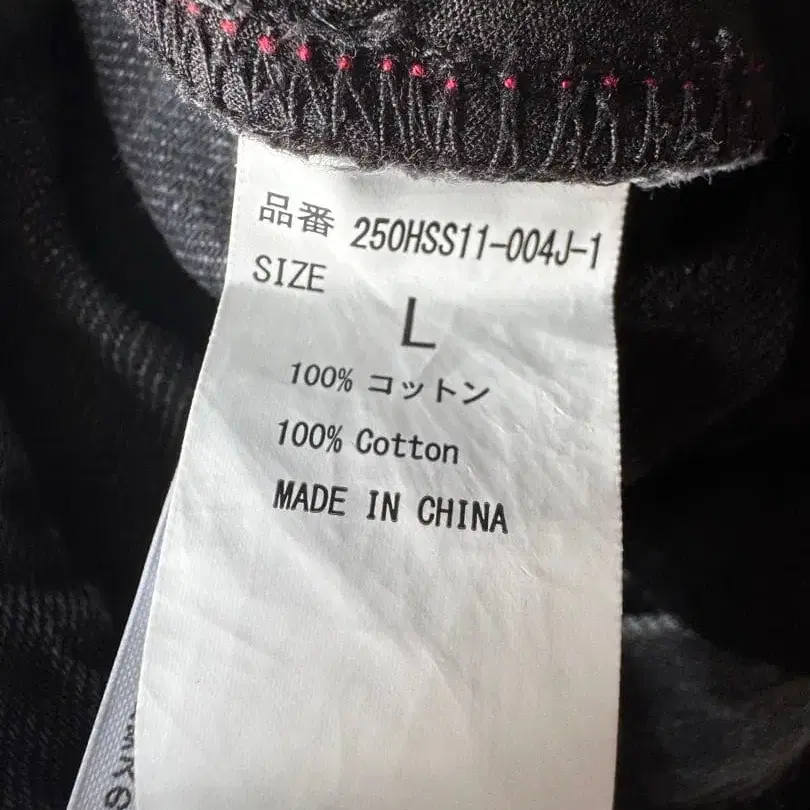 品番 250HSS11-004J-1
SIZE
L
100% コットン
100% Cotton
MADE IN CHINA